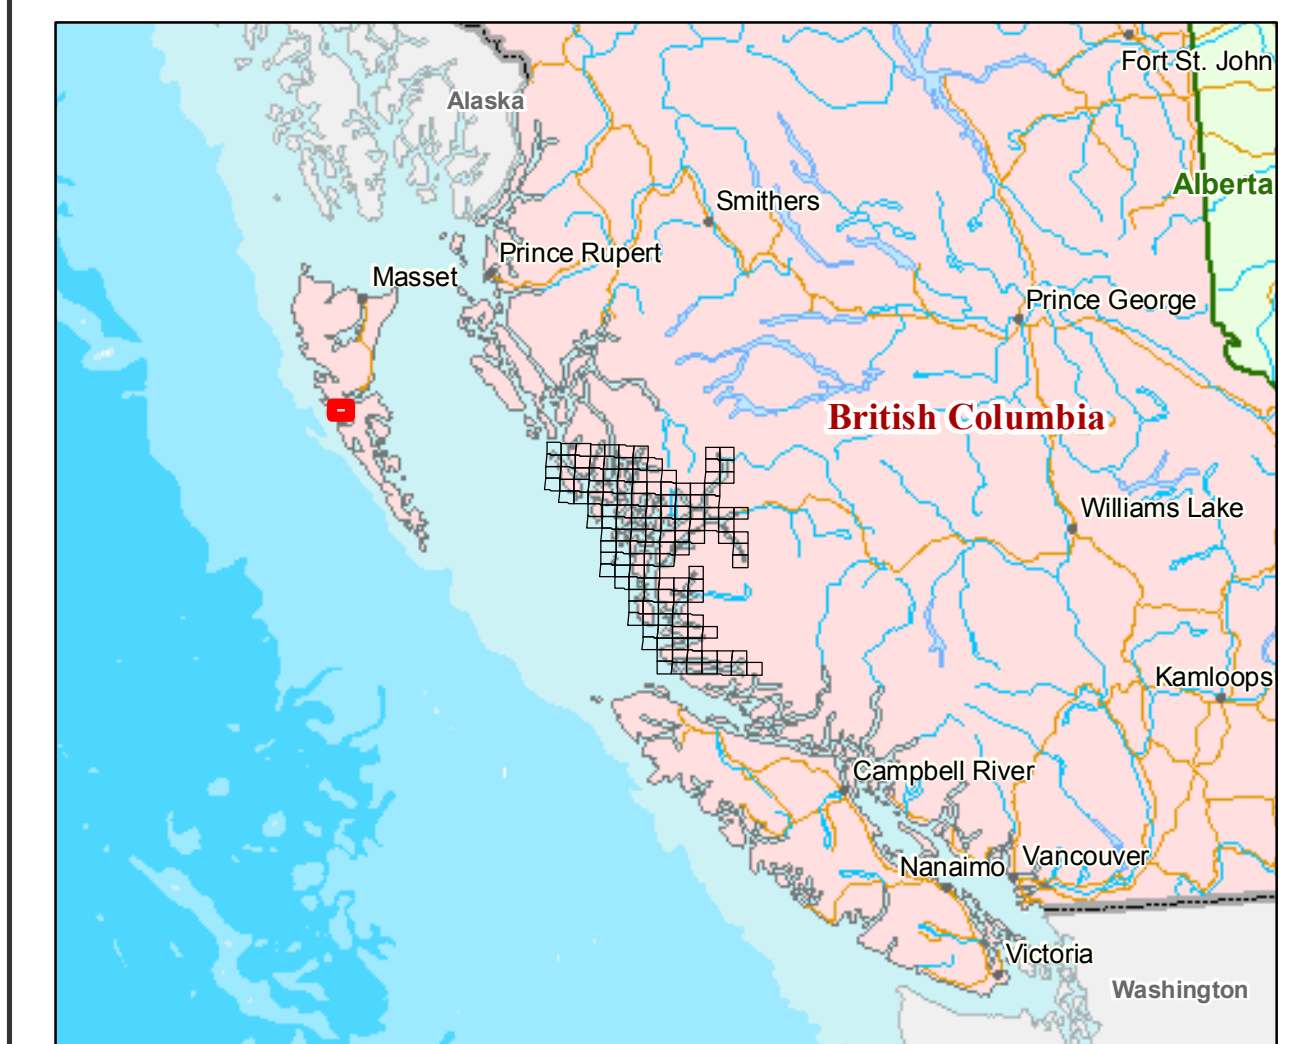 Fort St. John
Alaska
Alberta
Smithers
Prince Rupert
Masset
Prince George
British Columbia
Williams Lake
Kamloops
Campbell River
Vancouver
Nanaimo
Victoria
Washington